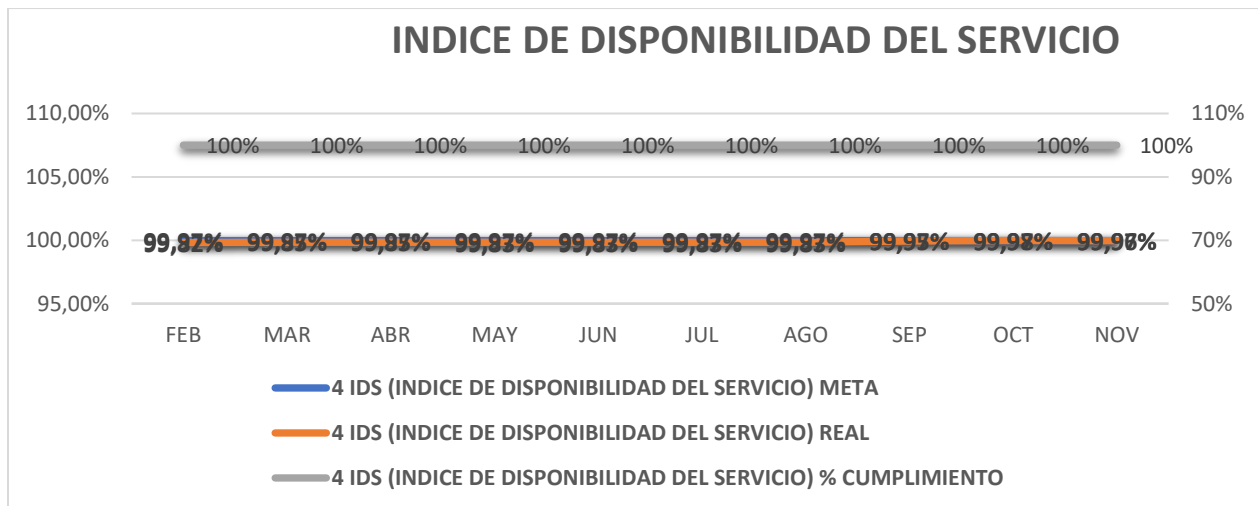 INDICE DE DISPONIBILIDAD DEL SERVICIO
110,00%
105,00%
100,00%
95,00%
110%
90%
70%
50%
100% 100% 100% 100% 100% 100% 100% 100% 100% 100%
FEB MAR ABR MAY JUN JUL AGO SEP OCT NOV
4 IDS (INDICE DE DISPONIBILIDAD DEL SERVICIO) META
4 IDS (INDICE DE DISPONIBILIDAD DEL SERVICIO) REAL
4 IDS (INDICE DE DISPONIBILIDAD DEL SERVICIO) % CUMPLIMIENTO